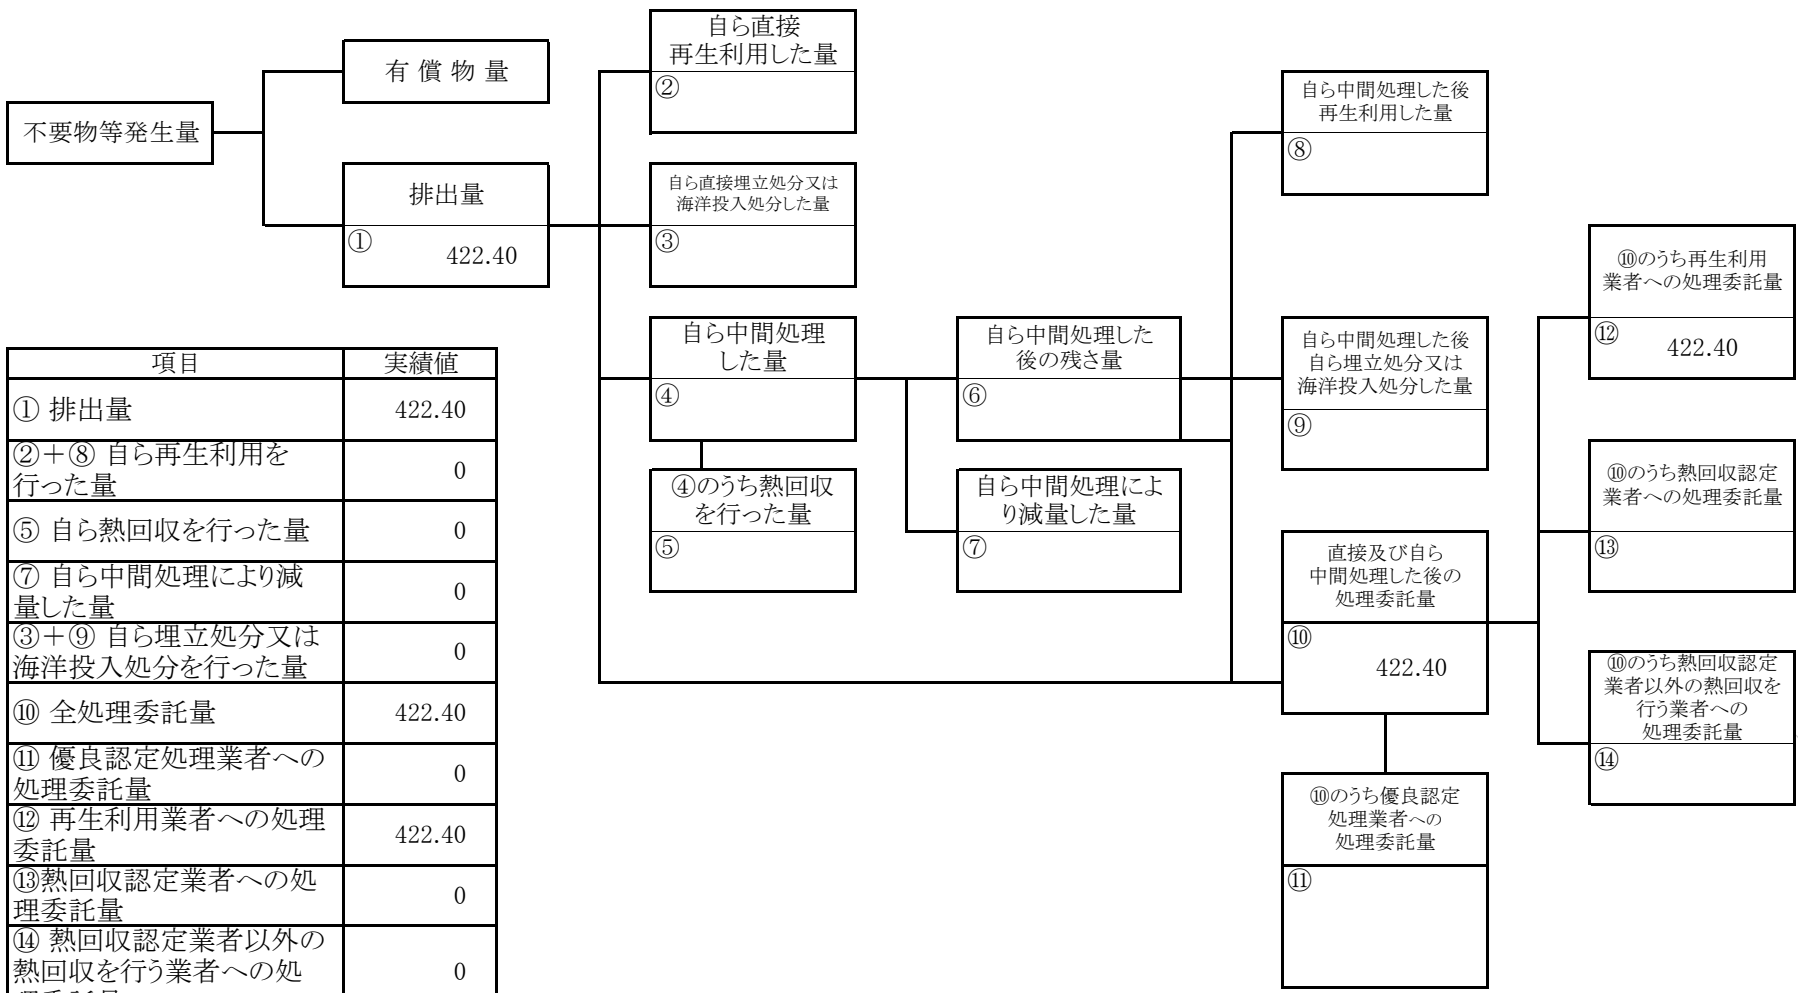 不要物等発生量
有償物量
排出量
①
422.40
自ら直接
再生利用した量
②
自ら直接埋立処分又は
海洋投入処分した量
③
自ら中間処理
した量
④
④のうち熱回収
を行った量
⑤
自ら中間処理した
後の残さ量
⑥
自ら中間処理によ
り減量した量
⑦
自ら中間処理した後
再生利用した量
⑧
自ら中間処理した後
自ら埋立処分又は
海洋投入処分した量
⑨
直接及び自ら
中間処理した後の
処理委託量
⑩
422.40
⑩のうち優良認定
処理業者への
処理委託量
⑪
⑩のうち再生利用
業者への処理委託量
⑫
422.40
⑩のうち熱回収認定
業者への処理委託量
⑬
⑩のうち熱回収認定
業者以外の熱回収を
行う業者への
処理委託量
⑭
項目 実績値
① 排出量 422.40
②＋⑧ 自ら再生利用を
行った量 0
⑤ 自ら熱回収を行った量 0
⑦ 自ら中間処理により減
量した量 0
③＋⑨ 自ら埋立処分又は
海洋投入処分を行った量 0
⑩ 全処理委託量 422.40
⑪ 優良認定処理業者への
処理委託量 0
⑫ 再生利用業者への処理
委託量 422.40
⑬熱回収認定業者への処
理委託量 0
⑭ 熱回収認定業者以外の
熱回収を行う業者への処 0